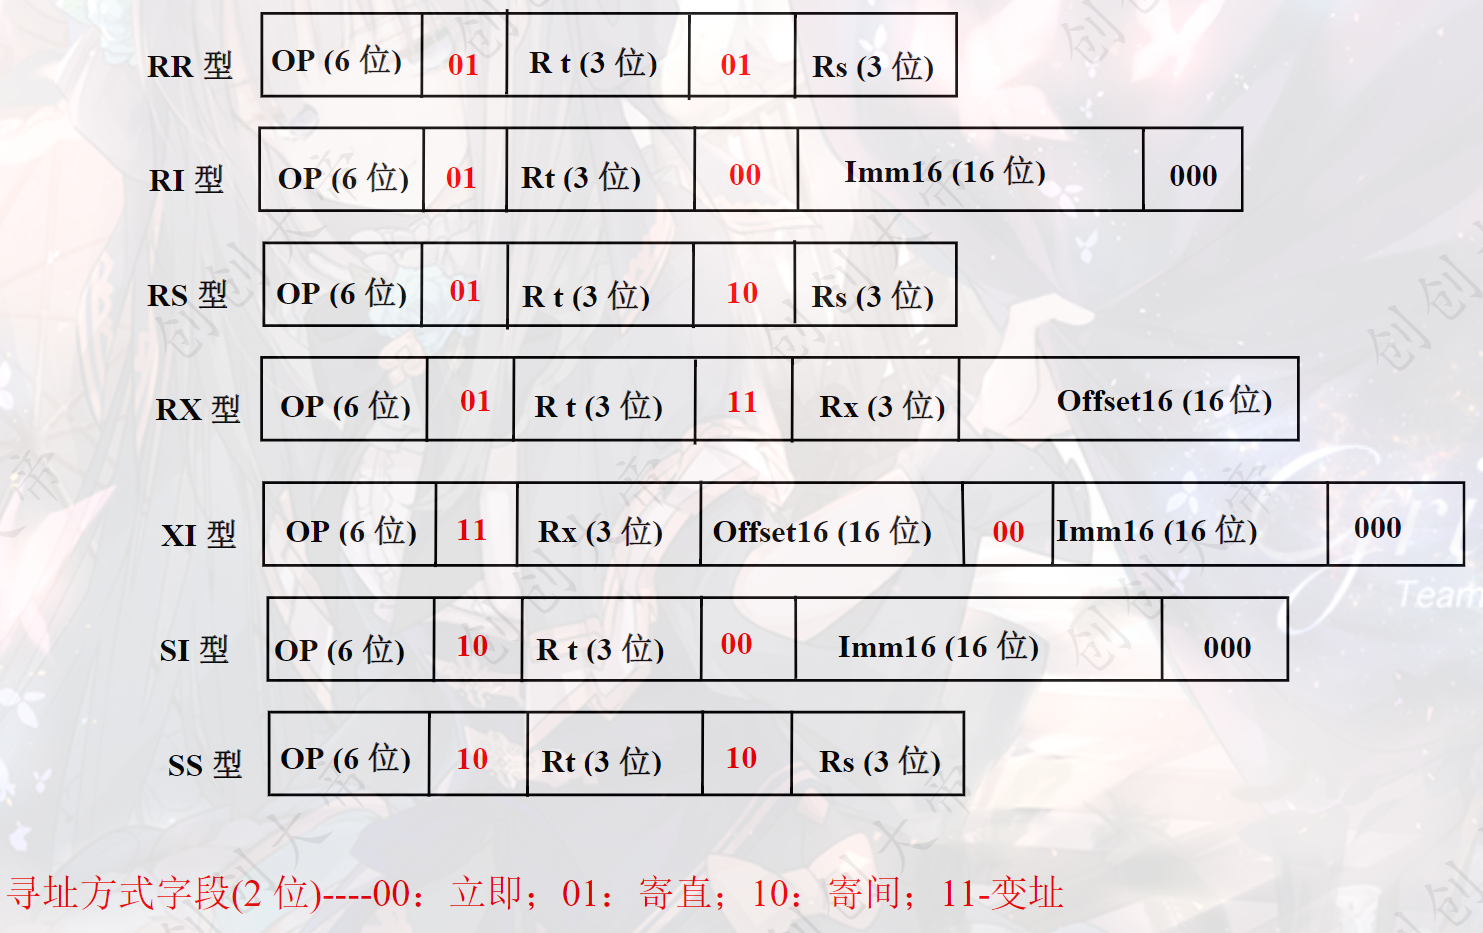 RR 型 OP (6 位) 01 R t (3 位) 01 Rs (3 位)
RI 型 OP (6 位) 01 Rt (3 位) 00 Imm16 (16 位) 000
RS 型 OP (6 位) 01 R t (3 位) 10 Rs (3 位)
RX 型 OP (6 位) 01 R t (3 位) 11 Rx (3 位) Offset16 (16 位)
XI 型 OP (6 位) 11 Rx (3 位) Offset16 (16 位) 00 Imm16 (16 位) 000
Team
SI 型 OP (6 位) 10 R t (3 位) 00 Imm16 (16 位) 000
SS 型 OP (6 位) 10 Rt (3 位) 10 Rs (3 位)
寻址方式字段(2 位)----00：立即；01：寄直；10：寄间；11-变址